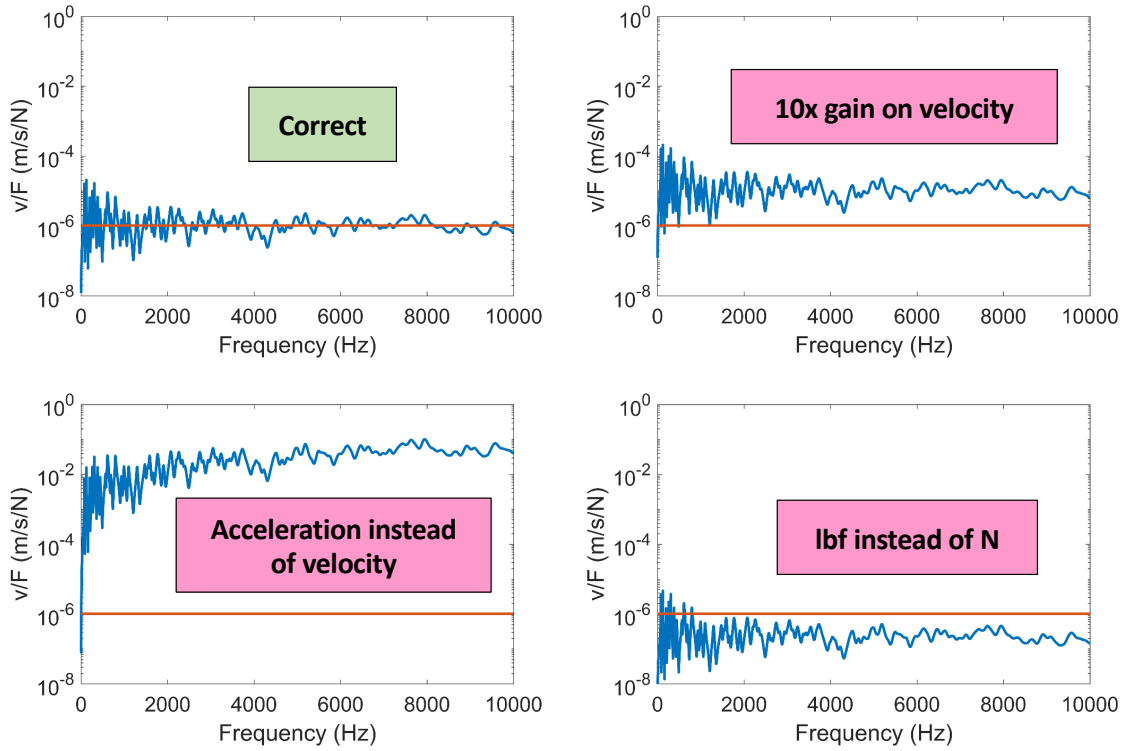 10^0
10^-2
10^-4
10^-6
10^-8
v/F (m/s/N)
Correct
0 2000 4000 6000 8000 10000
Frequency (Hz)
10^0
10^-2
10^-4
10^-6
10^-8
v/F (m/s/N)
10x gain on velocity
0 2000 4000 6000 8000 10000
Frequency (Hz)
10^0
10^-2
10^-4
10^-6
10^-8
v/F (m/s/N)
Acceleration instead
of velocity
0 2000 4000 6000 8000 10000
Frequency (Hz)
10^0
10^-2
10^-4
10^-6
10^-8
v/F (m/s/N)
lbf instead of N
0 2000 4000 6000 8000 10000
Frequency (Hz)